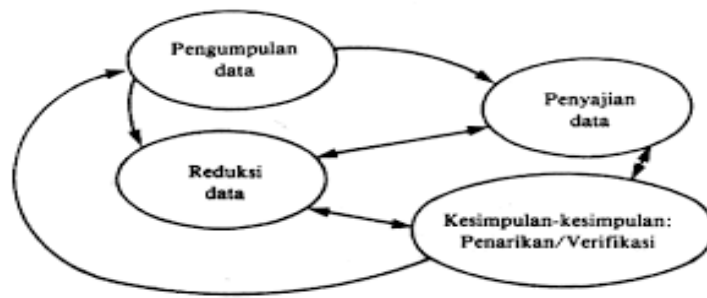 Pengumpulan
data
Penyajian
data
Reduksi
data
Kesimpulan-kesimpulan:
Penarikan/Verifikasi